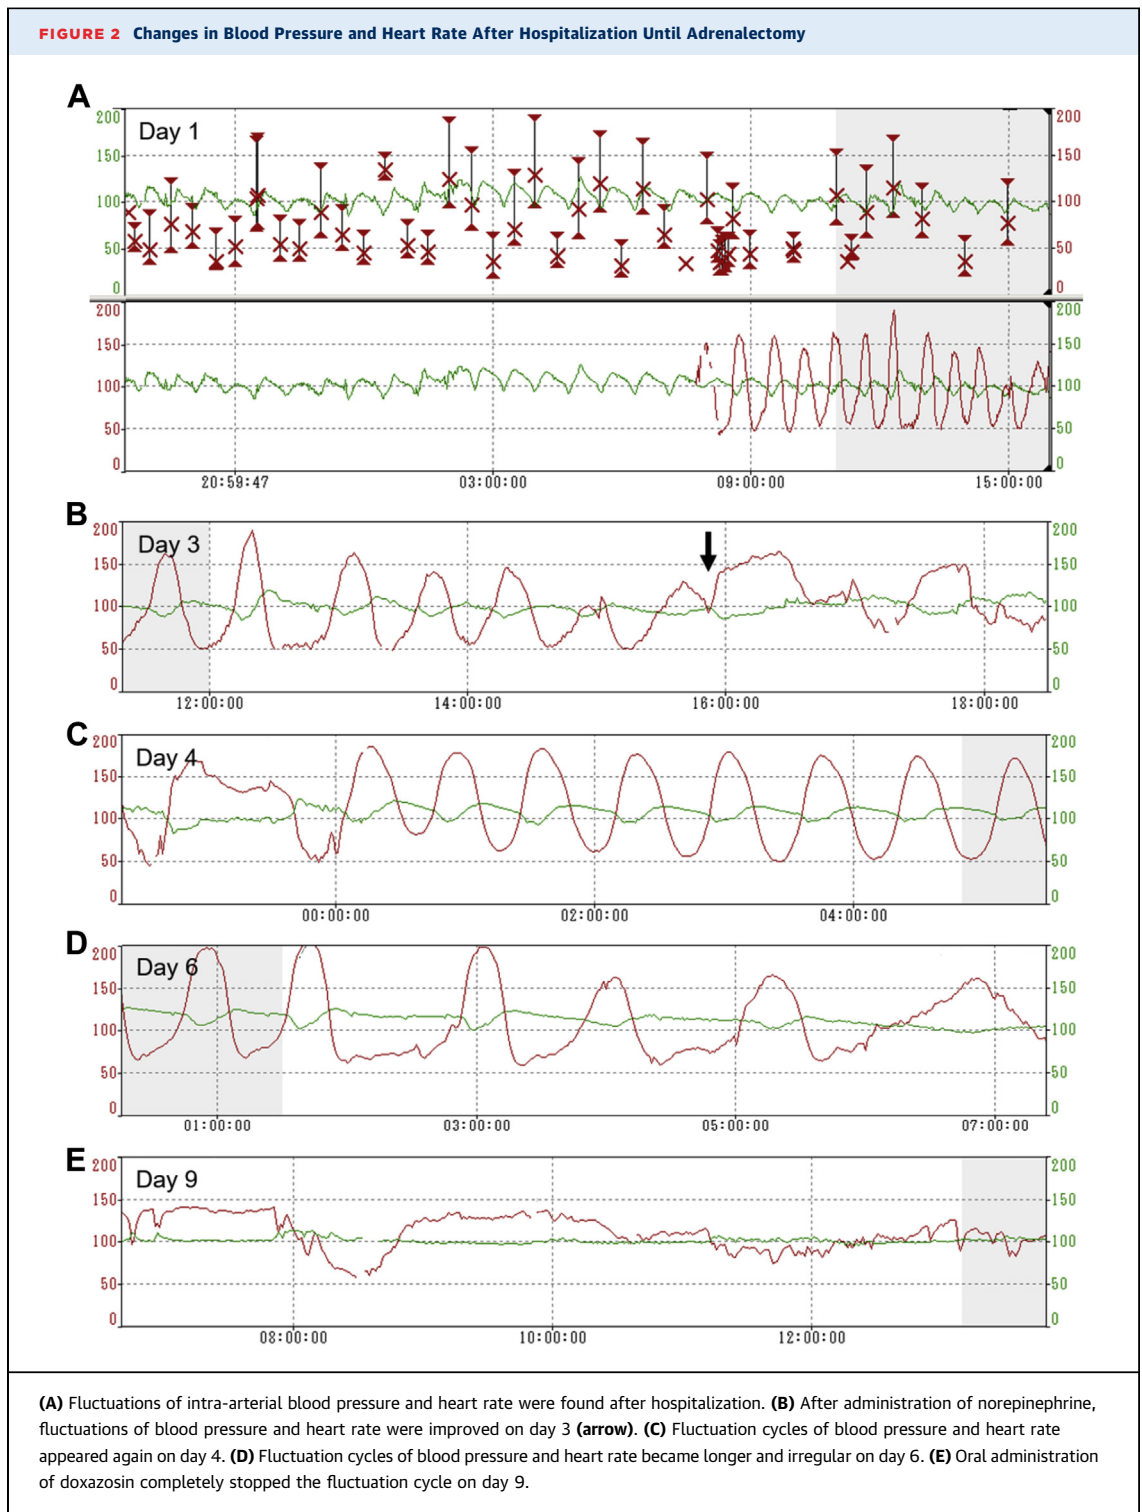 FIGURE 2 Changes in Blood Pressure and Heart Rate After Hospitalization Until Adrenalectomy
A
Day 1
200 200
150 150
100 100
50 50
0 0
200 200
150 150
100 100
50 50
0 0
20:59:47 03:00:00 09:00:00 15:00:00
B
Day 3
200 200
150 150
100 100
50 50
0 0
12:00:00 14:00:00 16:00:00 18:00:00
C
Day 4
200 200
150 150
100 100
50 50
0 0
00:00:00 02:00:00 04:00:00
D
Day 6
200 200
150 150
100 100
50 50
0 0
01:00:00 03:00:00 05:00:00 07:00:00
E
Day 9
200 200
150 150
100 100
50 50
0 0
08:00:00 10:00:00 12:00:00
(A) Fluctuations of intra-arterial blood pressure and heart rate were found after hospitalization. (B) After administration of norepinephrine,
fluctuations of blood pressure and heart rate were improved on day 3 (arrow). (C) Fluctuation cycles of blood pressure and heart rate
appeared again on day 4. (D) Fluctuation cycles of blood pressure and heart rate became longer and irregular on day 6. (E) Oral administration
of doxazosin completely stopped the fluctuation cycle on day 9.